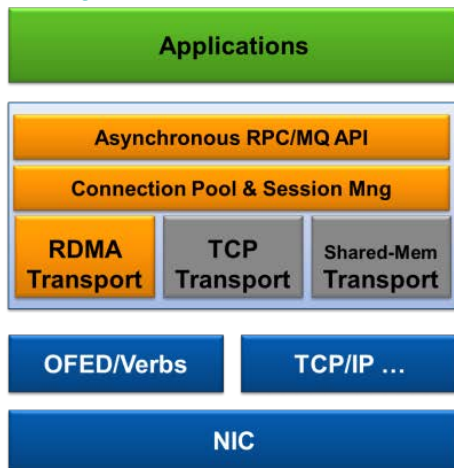 Applications
Asynchronous RPC/MQ API
Connection Pool & Session Mng
RDMA
Transport
TCP
Transport
Shared-Mem
Transport
OFED/Verbs
TCP/IP ...
NIC